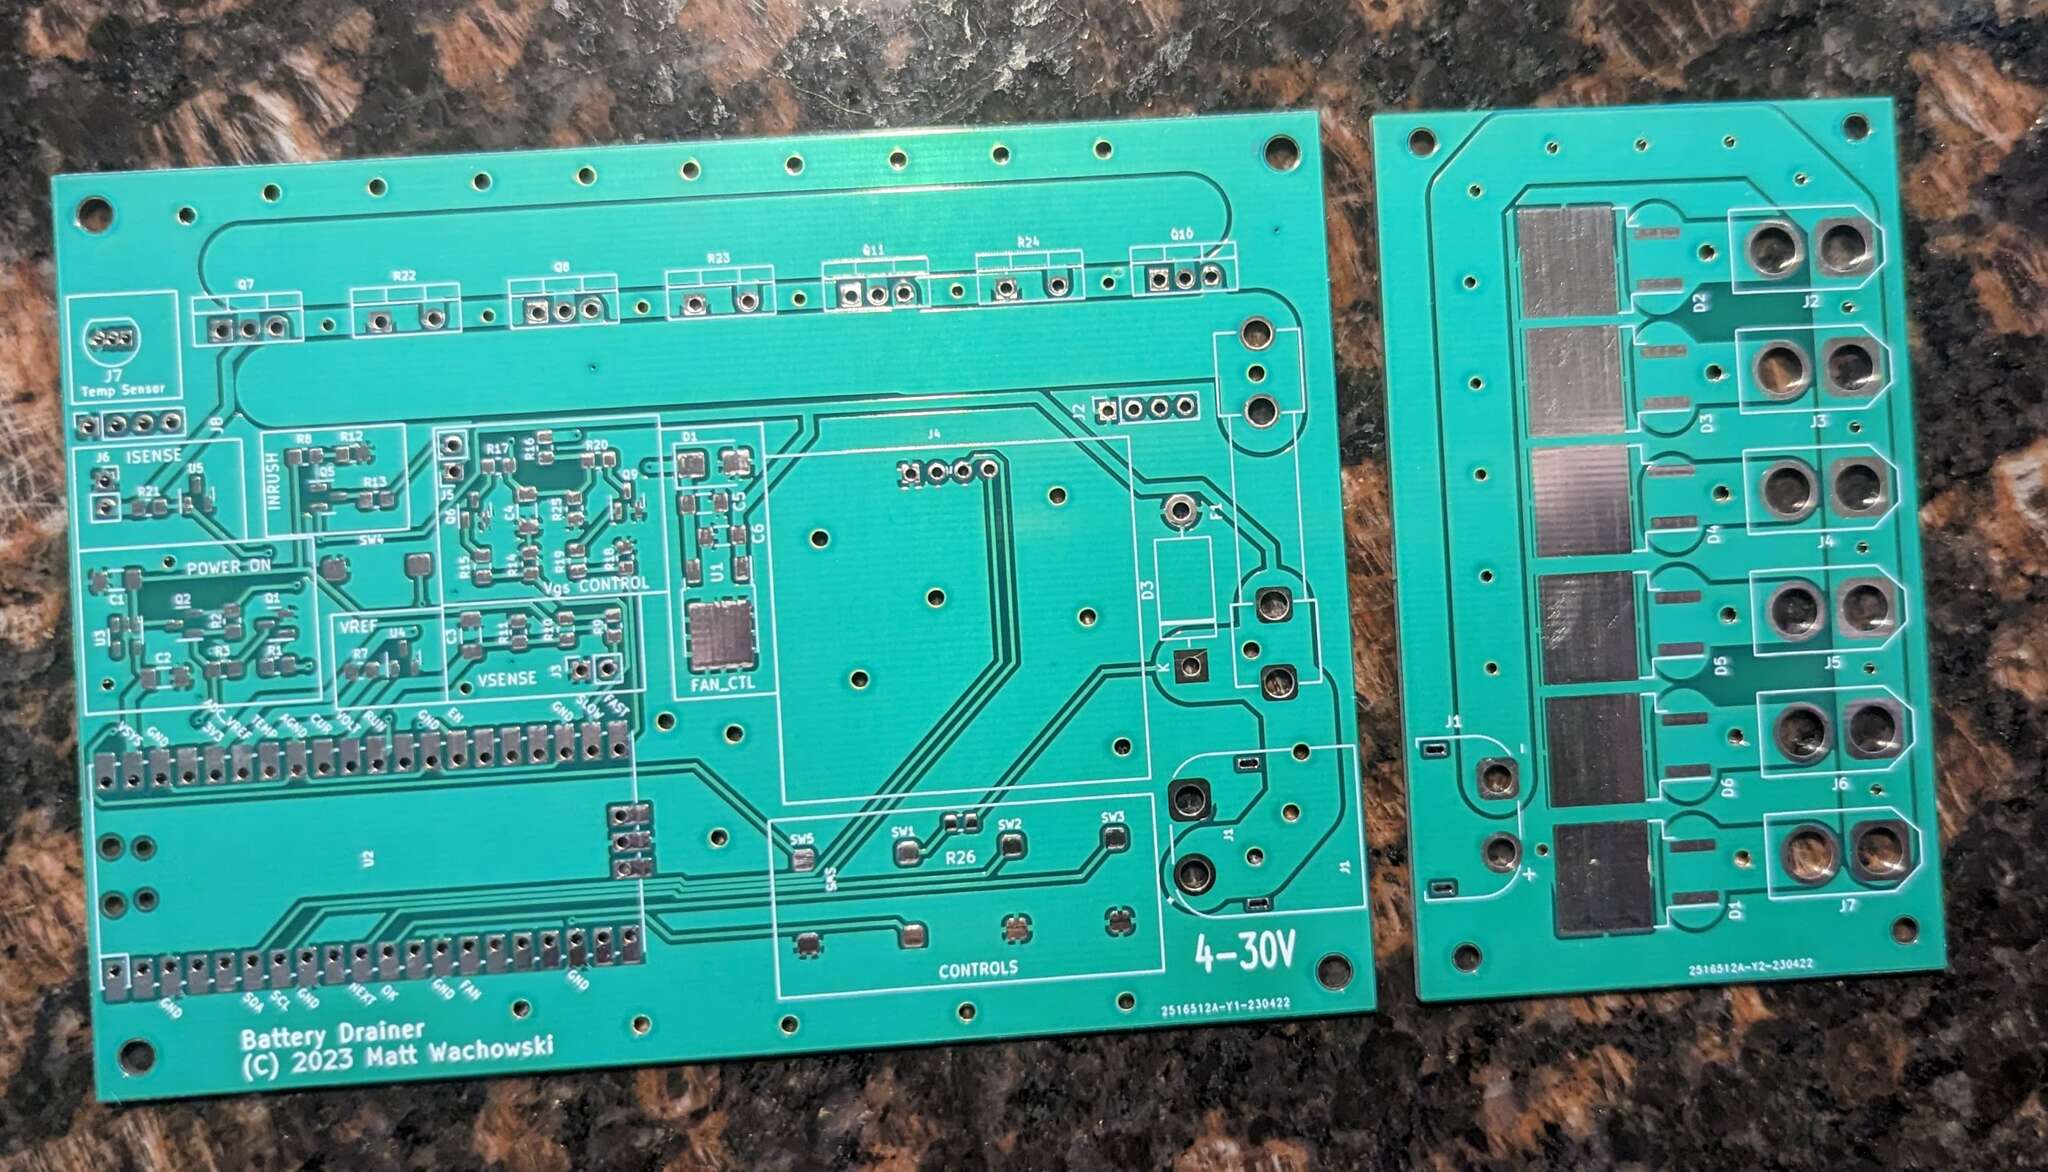 Q7
R22
Q8
R23
Q11
R24
Q10
J7
Temp Sensor
J8
J2
J6
ISENSE
U5
R21
INRUSH
R8
R12
Q5
R13
SW4
J5
R17
R16
R20
Q9
Q6
C4
R25
R15
R14
R19
R18
Vgs CONTROL
D1
C5
C6
U1
FAN_CTL
J4
F1
D3
K
POWER ON
C1
Q2
Q1
U3
R2
C2
R3
R1
VREF
U4
R7
C3
R11
R10
R9
VSENSE
J3
VSYS
GND
ADC_VREF
3V3
TEMP
AGND
CUR
VOLT
RUN
GND
EN
GND
SLOW
FAST
U2
SW5
SW1
SW2
SW3
R26
CONTROLS
J1
J1
4-30V
GND
SDA
SCL
GND
NEXT
OK
GND
FAN
GND
Battery Drainer
(C) 2023 Matt Wachowski
2516512A-Y1-230422
D2
J2
D3
J3
D4
J4
D5
J5
D6
J6
D1
J7
J1
-
+
2516512A-Y2-230422